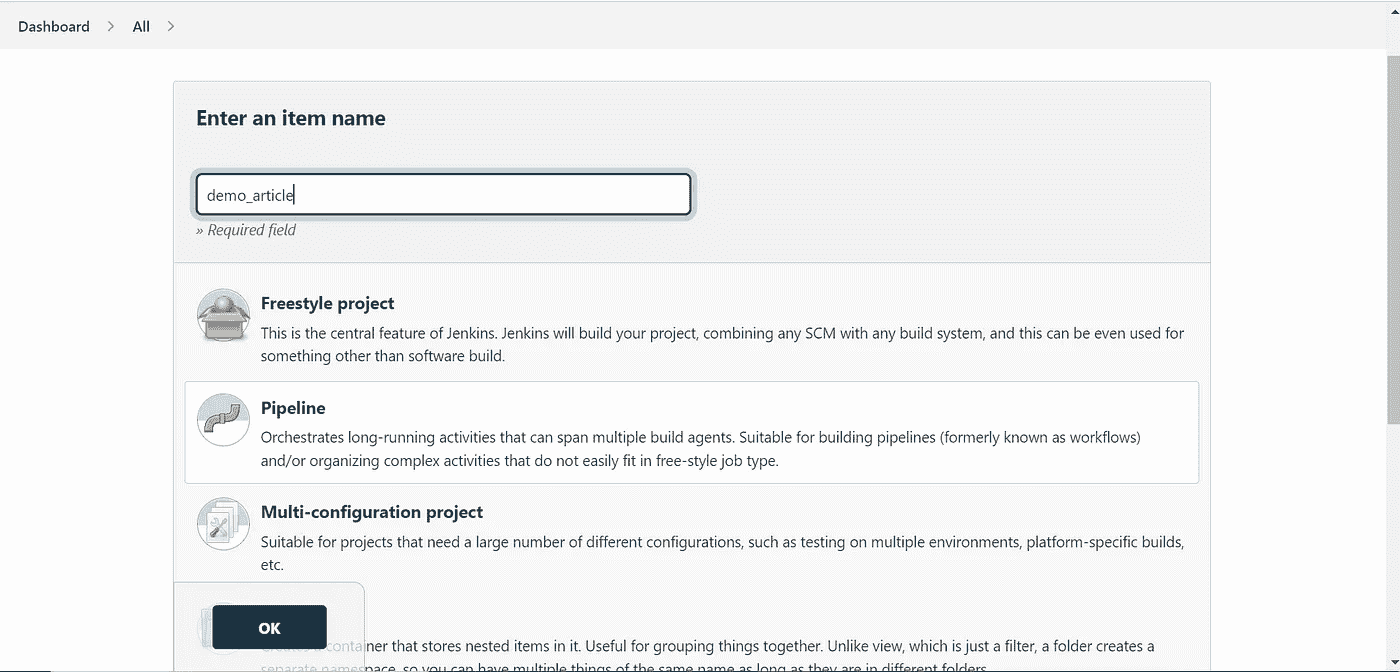 Dashboard All
Enter an item name
demo_article
» Required field
Freestyle project
This is the central feature of Jenkins. Jenkins will build your project, combining any SCM with any build system, and this can be even used for
something other than software build.
Pipeline
Orchestrates long-running activities that can span multiple build agents. Suitable for building pipelines (formerly known as workflows)
and/or organizing complex activities that do not easily fit in free-style job type.
Multi-configuration project
Suitable for projects that need a large number of different configurations, such as testing on multiple environments, platform-specific builds,
etc.
OK
Creates a container that stores nested items in it. Useful for grouping things together. Unlike view, which is just a filter, a folder creates a
separate namespace, so you can have multiple things of the same name as long as they are in different folders.